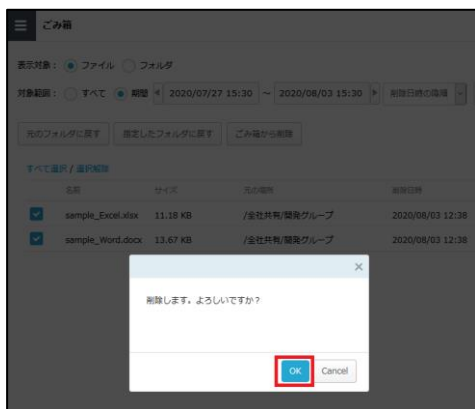 ごみ箱
表示対象： ファイル フォルダ
対象範囲： すべて 期間 2020/07/27 15:30 ～ 2020/08/03 15:30 削除日時の降順
元のフォルダに戻す 指定したフォルダに戻す ごみ箱から削除
すべて選択 / 選択解除
名前 サイズ 元の場所 削除日時
sample_Excel.xlsx 11.18 KB /全社共有/開発グループ 2020/08/03 12:38
sample_Word.docx 13.67 KB /全社共有/開発グループ 2020/08/03 12:38
削除します。よろしいですか？
OK Cancel